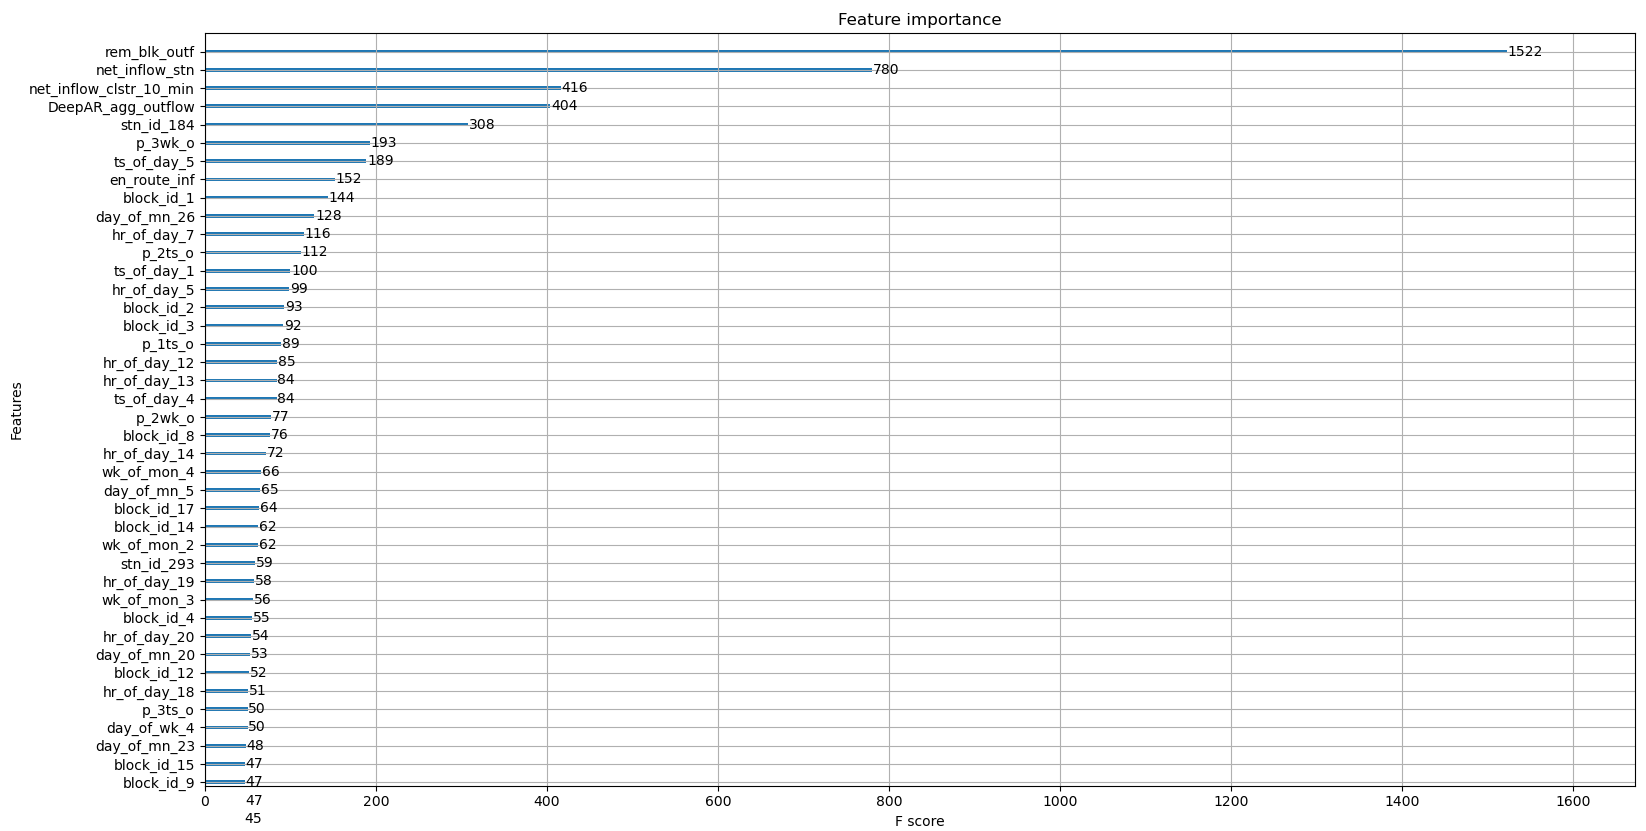 Feature importance
rem_blk_outf 1522
net_inflow_stn 780
net_inflow_clstr_10_min 416
DeepAR_agg_outflow 404
stn_id_184 308
p_3wk_o 193
ts_of_day_5 189
en_route_inf 152
block_id_1 144
day_of_mn_26 128
hr_of_day_7 116
p_2ts_o 112
ts_of_day_1 100
hr_of_day_5 99
block_id_2 93
block_id_3 92
p_1ts_o 89
hr_of_day_12 85
hr_of_day_13 84
ts_of_day_4 84
p_2wk_o 77
block_id_8 76
hr_of_day_14 72
wk_of_mon_4 66
day_of_mn_5 65
block_id_17 64
block_id_14 62
wk_of_mon_2 62
stn_id_293 59
hr_of_day_19 58
wk_of_mon_3 56
block_id_4 55
hr_of_day_20 54
day_of_mn_20 53
block_id_12 52
hr_of_day_18 51
p_3ts_o 50
day_of_wk_4 50
day_of_mn_23 48
block_id_15 47
block_id_9 47
Features
0 47 200 400 600 800 1000 1200 1400 1600
45
F score